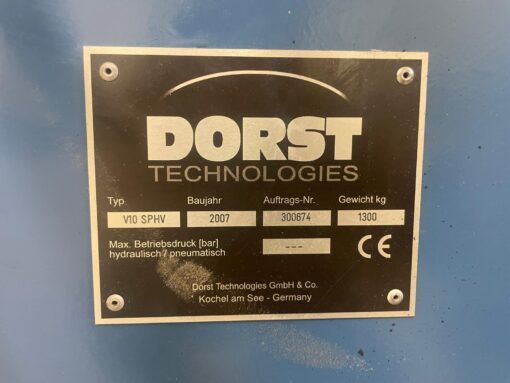 DORST
TECHNOLOGIES
Typ Baujahr Auftrags-Nr. Gewicht kg
V10 SPHV 2007 300674 1300
Max. Betriebsdruck [bar] ---
hydraulisch / pneumatisch CE
Dorst Technologies GmbH & Co.
Kochel am See - Germany